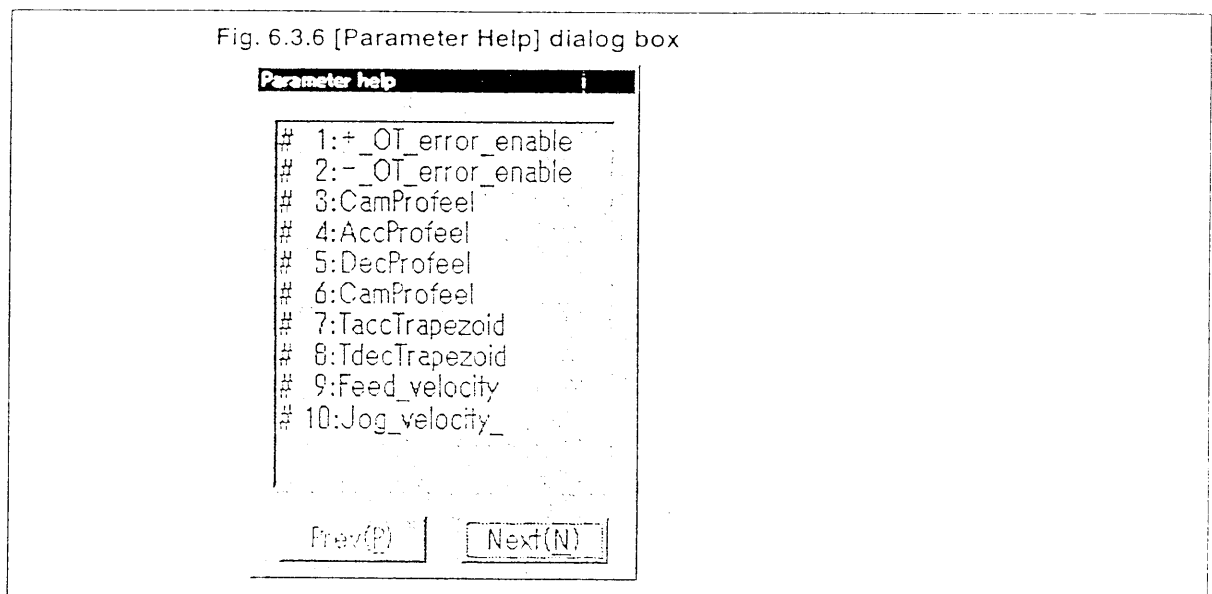 Fig. 6.3.6 [Parameter Help] dialog box
Parameter help
# 1:+_OT_error_enable
# 2:-_OT_error_enable
# 3:CamProfeel
# 4:AccProfeel
# 5:DecProfeel
# 6:CamProfeel
# 7:TaccTrapezoid
# 8:TdecTrapezoid
# 9:Feed_velocity
# 10:Jog_velocity_
Prev(P) Next(N)